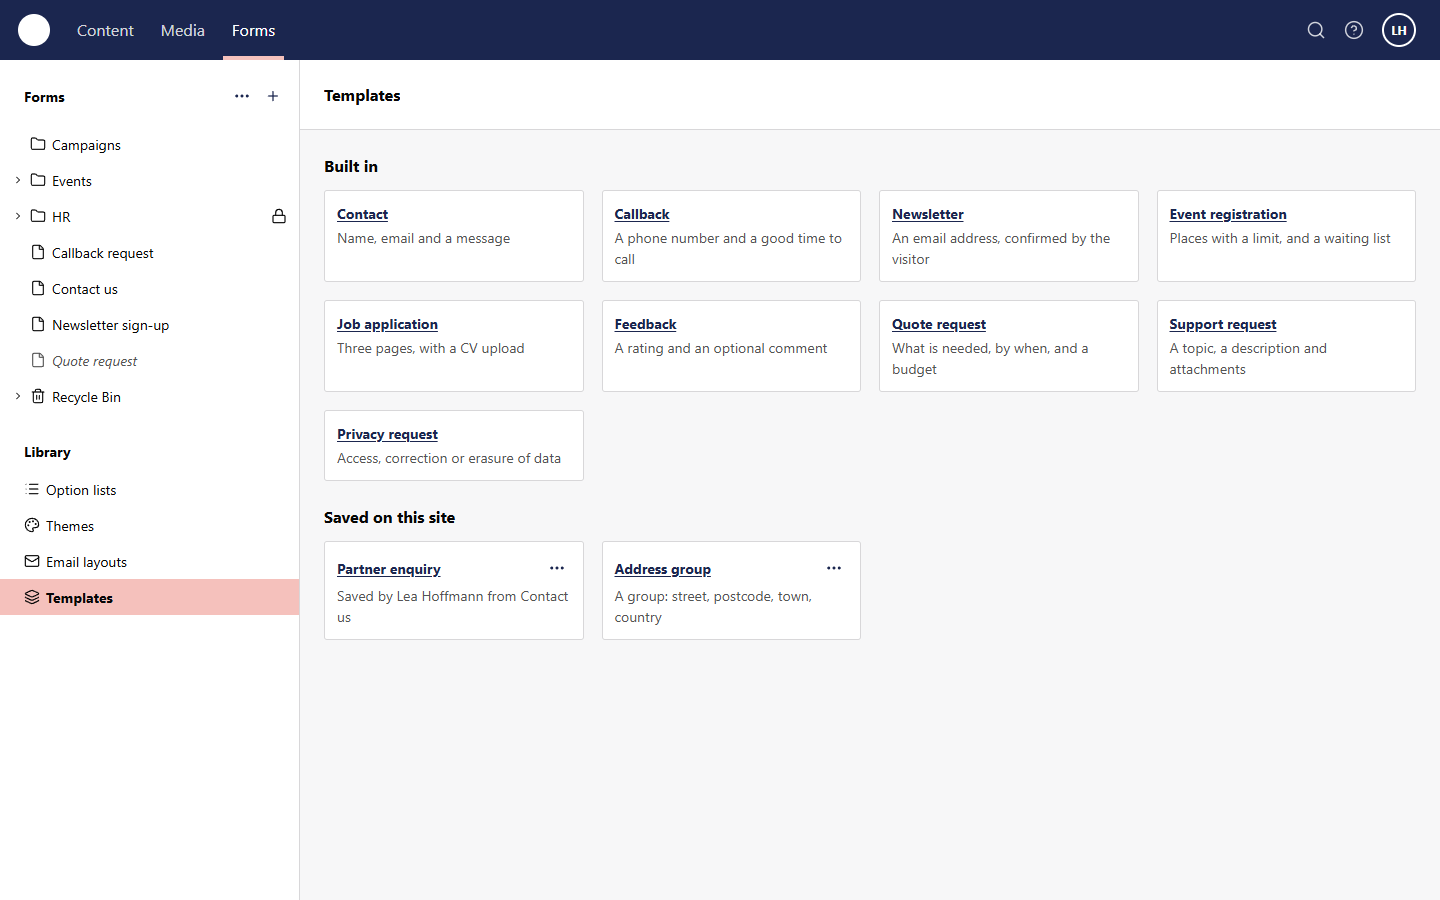 Content Media Forms
LH
Forms
Campaigns
Events
HR
Callback request
Contact us
Newsletter sign-up
Quote request
Recycle Bin
Library
Option lists
Themes
Email layouts
Templates
Templates
Built in
Contact
Name, email and a message
Callback
A phone number and a good time to
call
Newsletter
An email address, confirmed by the
visitor
Event registration
Places with a limit, and a waiting list
Job application
Three pages, with a CV upload
Feedback
A rating and an optional comment
Quote request
What is needed, by when, and a
budget
Support request
A topic, a description and
attachments
Privacy request
Access, correction or erasure of data
Saved on this site
Partner enquiry
Saved by Lea Hoffmann from Contact
us
Address group
A group: street, postcode, town,
country